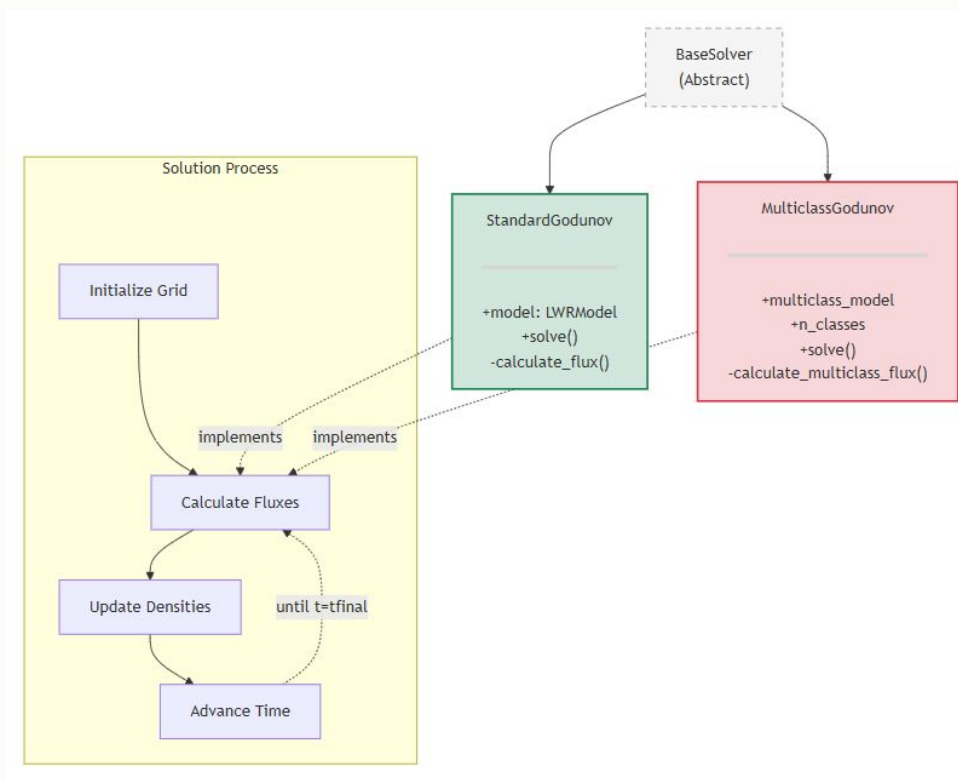 BaseSolver
(Abstract)
Solution Process
StandardGodunov
+model: LWRModel
+solve()
-calculate_flux()
MulticlassGodunov
+multiclass_model
+n_classes
+solve()
-calculate_multiclass_flux()
Initialize Grid
implements
implements
Calculate Fluxes
Update Densities
until t=tfinal
Advance Time